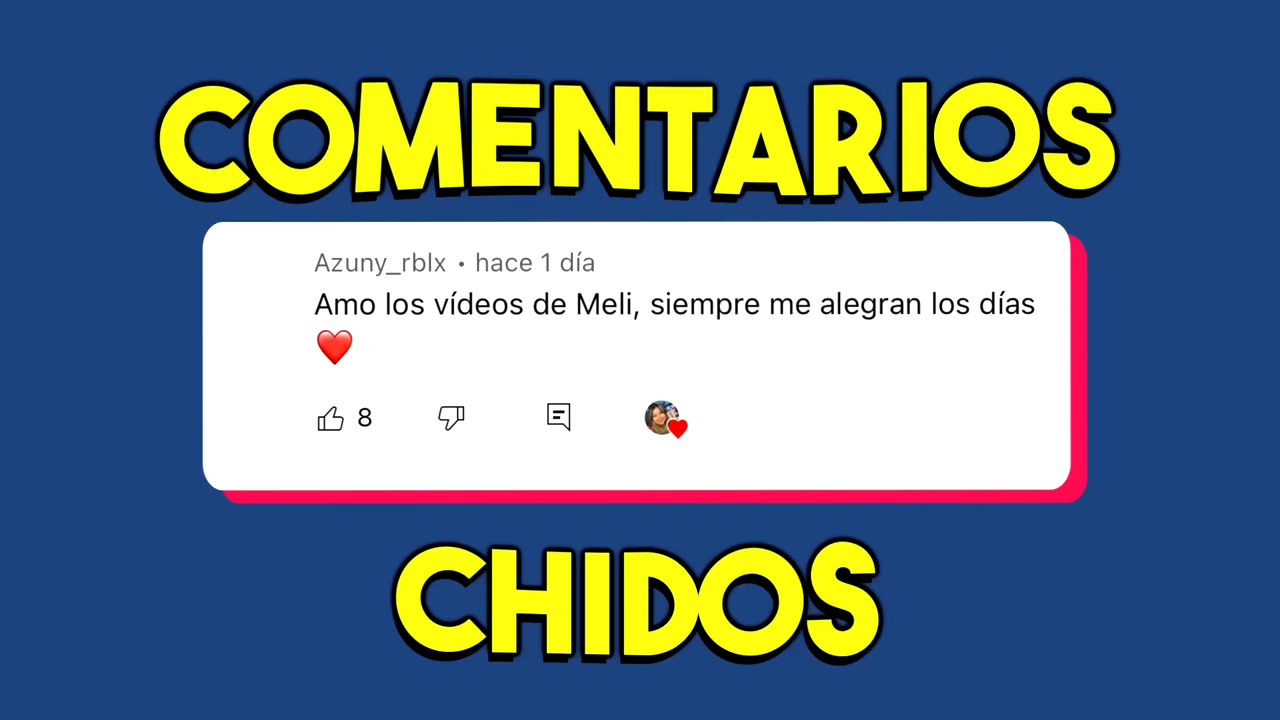 COMENTARIOS
Azuny_rblx • hace 1 día
Amo los vídeos de Meli, siempre me alegran los días
❤️
8
CHIDOS